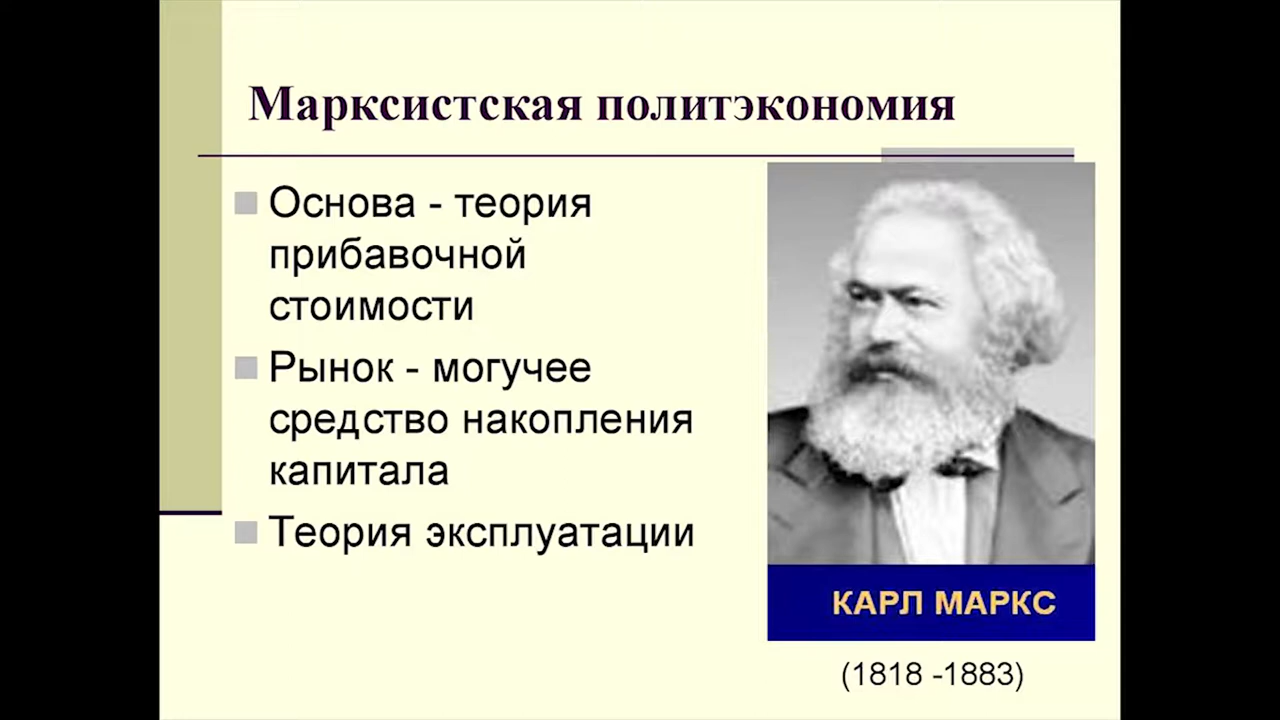 Марксистская политэкономия
Основа - теория
прибавочной
стоимости
Рынок - могучее
средство накопления
капитала
Теория эксплуатации
КАРЛ МАРКС
(1818 -1883)